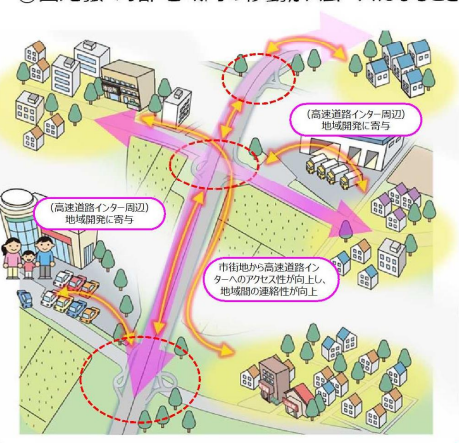 (高速道路インター周辺)
地域開発に寄与
(高速道路インター周辺)
地域開発に寄与
市街地から高速道路イン
ターへのアクセス性が向上し、
地域間の連絡性が向上